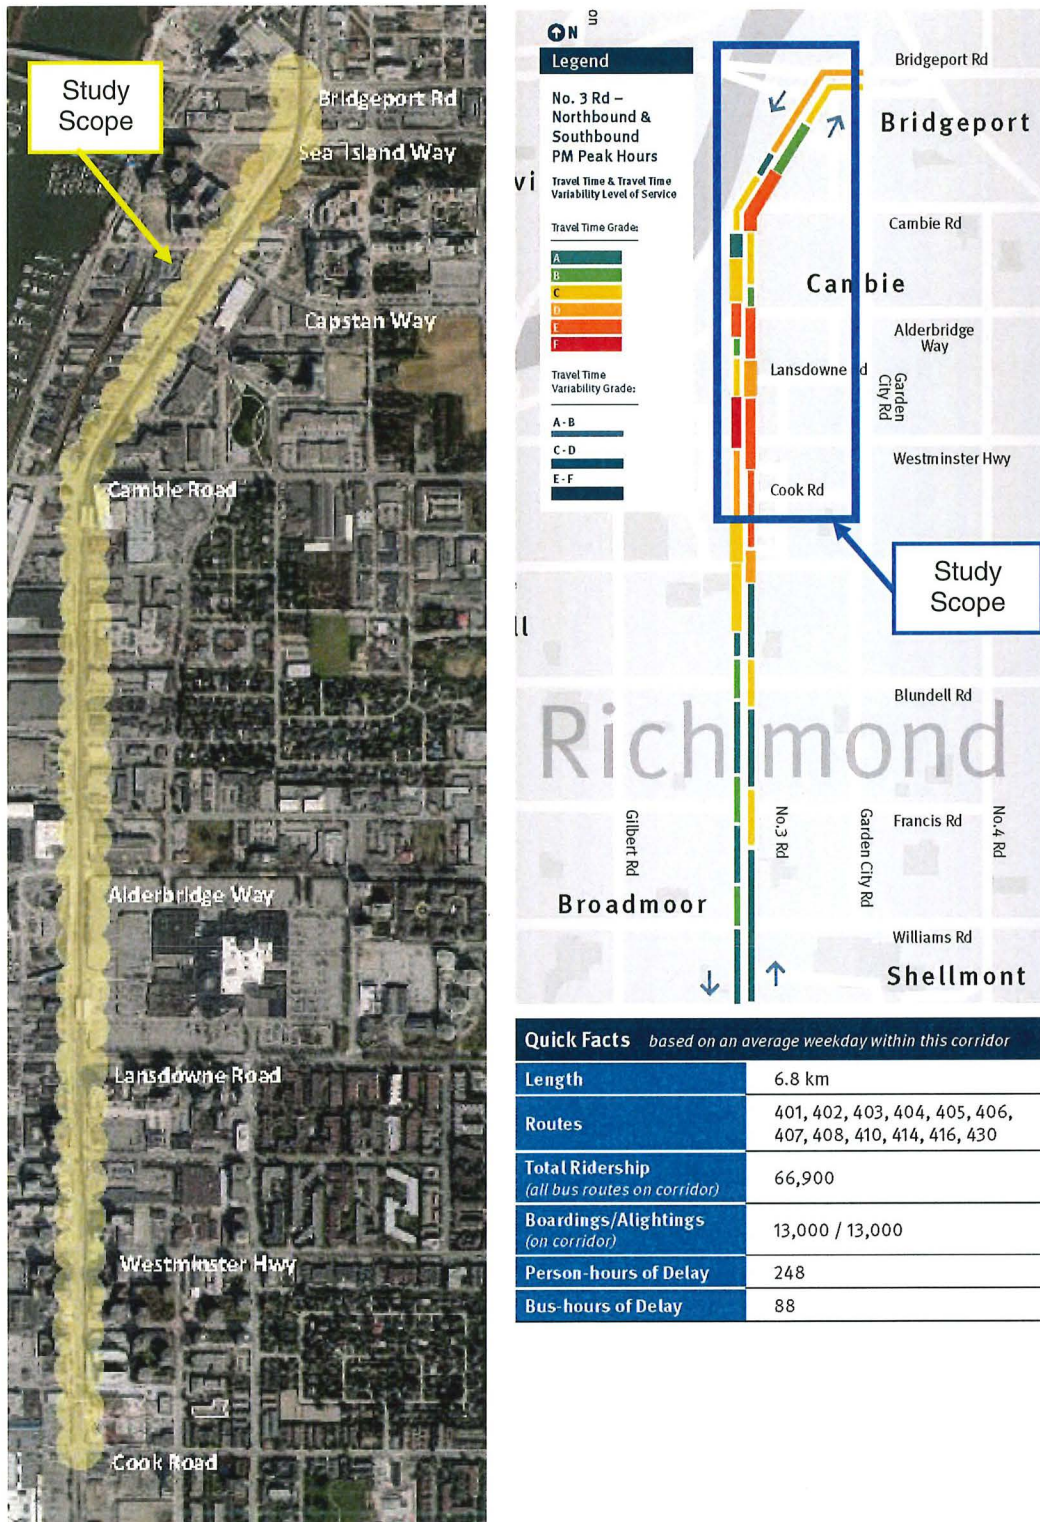 Study
Scope
Bridgeport Rd
Sea Island Way
Capstan Way
Cambie Road
Alderbridge Way
Lansdowne Road
Westminster Hwy
Cook Road
N
on
Legend
No. 3 Rd –
Northbound &
Southbound
PM Peak Hours
Travel Time & Travel Time
Variability Level of Service
Travel Time Grade:
A
B
C
D
E
F
Travel Time
Variability Grade:
A - B
C - D
E - F
vi
ll
Bridgeport Rd
Bridgeport
Cambie Rd
Cambie
Alderbridge
Way
Lansdowne Rd
Garden
City Rd
Westminster Hwy
Cook Rd
Study
Scope
Blundell Rd
Richmond
Gilbert Rd
No.3 Rd
Garden City Rd
Francis Rd
No.4 Rd
Broadmoor
Williams Rd
Shellmont
Quick Facts based on an average weekday within this corridor
Length 6.8 km
Routes 401, 402, 403, 404, 405, 406,
407, 408, 410, 414, 416, 430
Total Ridership
(all bus routes on corridor) 66,900
Boardings/Alightings
(on corridor) 13,000 / 13,000
Person-hours of Delay 248
Bus-hours of Delay 88